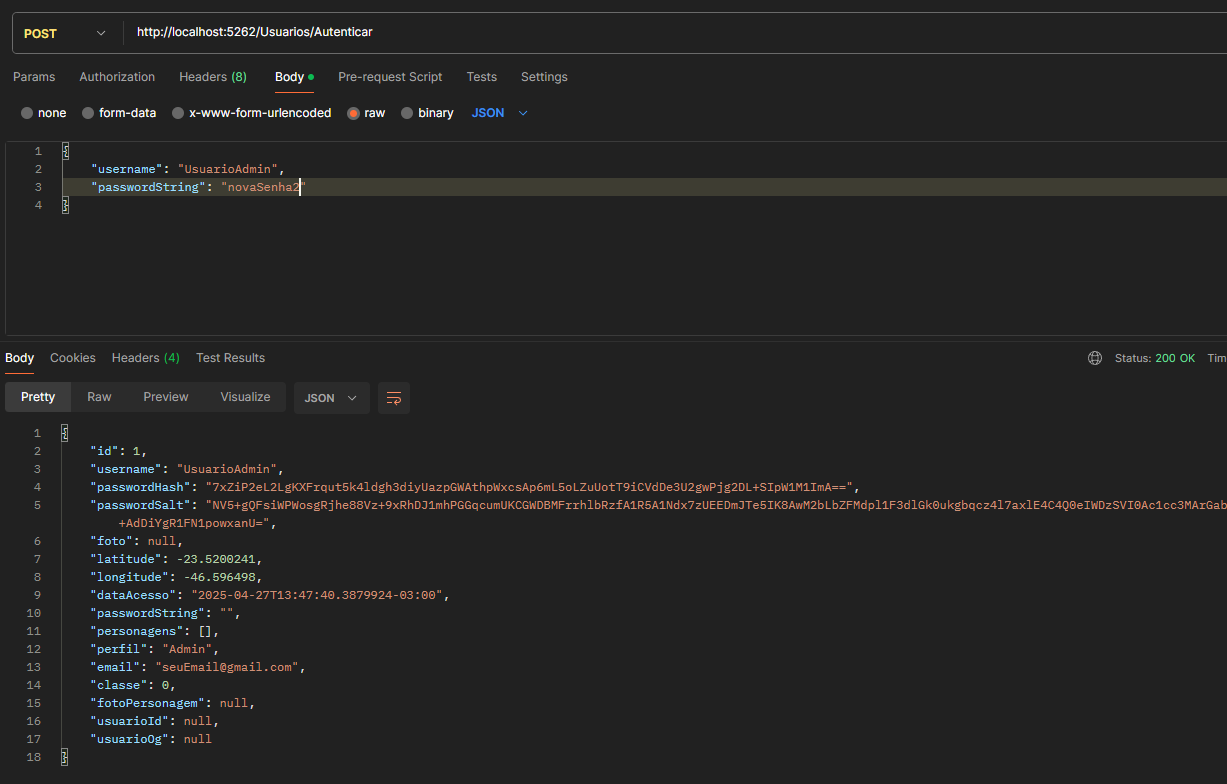 POST http://localhost:5262/Usuarios/Autenticar
Params Authorization Headers (8) Body Pre-request Script Tests Settings
none form-data x-www-form-urlencoded raw binary JSON
1 {
2 "username": "UsuarioAdmin",
3 "passwordString": "novaSenha2"
4 }
Body Cookies Headers (4) Test Results Status: 200 OK Tim
Pretty Raw Preview Visualize JSON
1 {
2 "id": 1,
3 "username": "UsuarioAdmin",
4 "passwordHash": "7xZiP2eL2LgKXFrqut5k4ldgh3diyUazpGWAthpWxcsAp6mL5oLZuUotT9iCVdDe3U2gwPjg2DL+SIpW1M1ImA==",
5 "passwordSalt": "NV5+gQFsiWPWosgRjhe88Vz+9xRhDJ1mhPGGqcumUKCGWDBMFrrhlbRzfA1R5A1Ndx7zUEEDmJTe5IK8AwM2bLbZFMdpl1F3dlGk0ukgbqcz4l7axlE4C4Q0eIWDzSVI0Ac1cc3MArGab
+AdDiYgR1FN1powxanU=",
6 "foto": null,
7 "latitude": -23.5200241,
8 "longitude": -46.596498,
9 "dataAcesso": "2025-04-27T13:47:40.3879924-03:00",
10 "passwordString": "",
11 "personagens": [],
12 "perfil": "Admin",
13 "email": "seuEmail@gmail.com",
14 "classe": 0,
15 "fotoPersonagem": null,
16 "usuarioId": null,
17 "usuarioOg": null
18 }